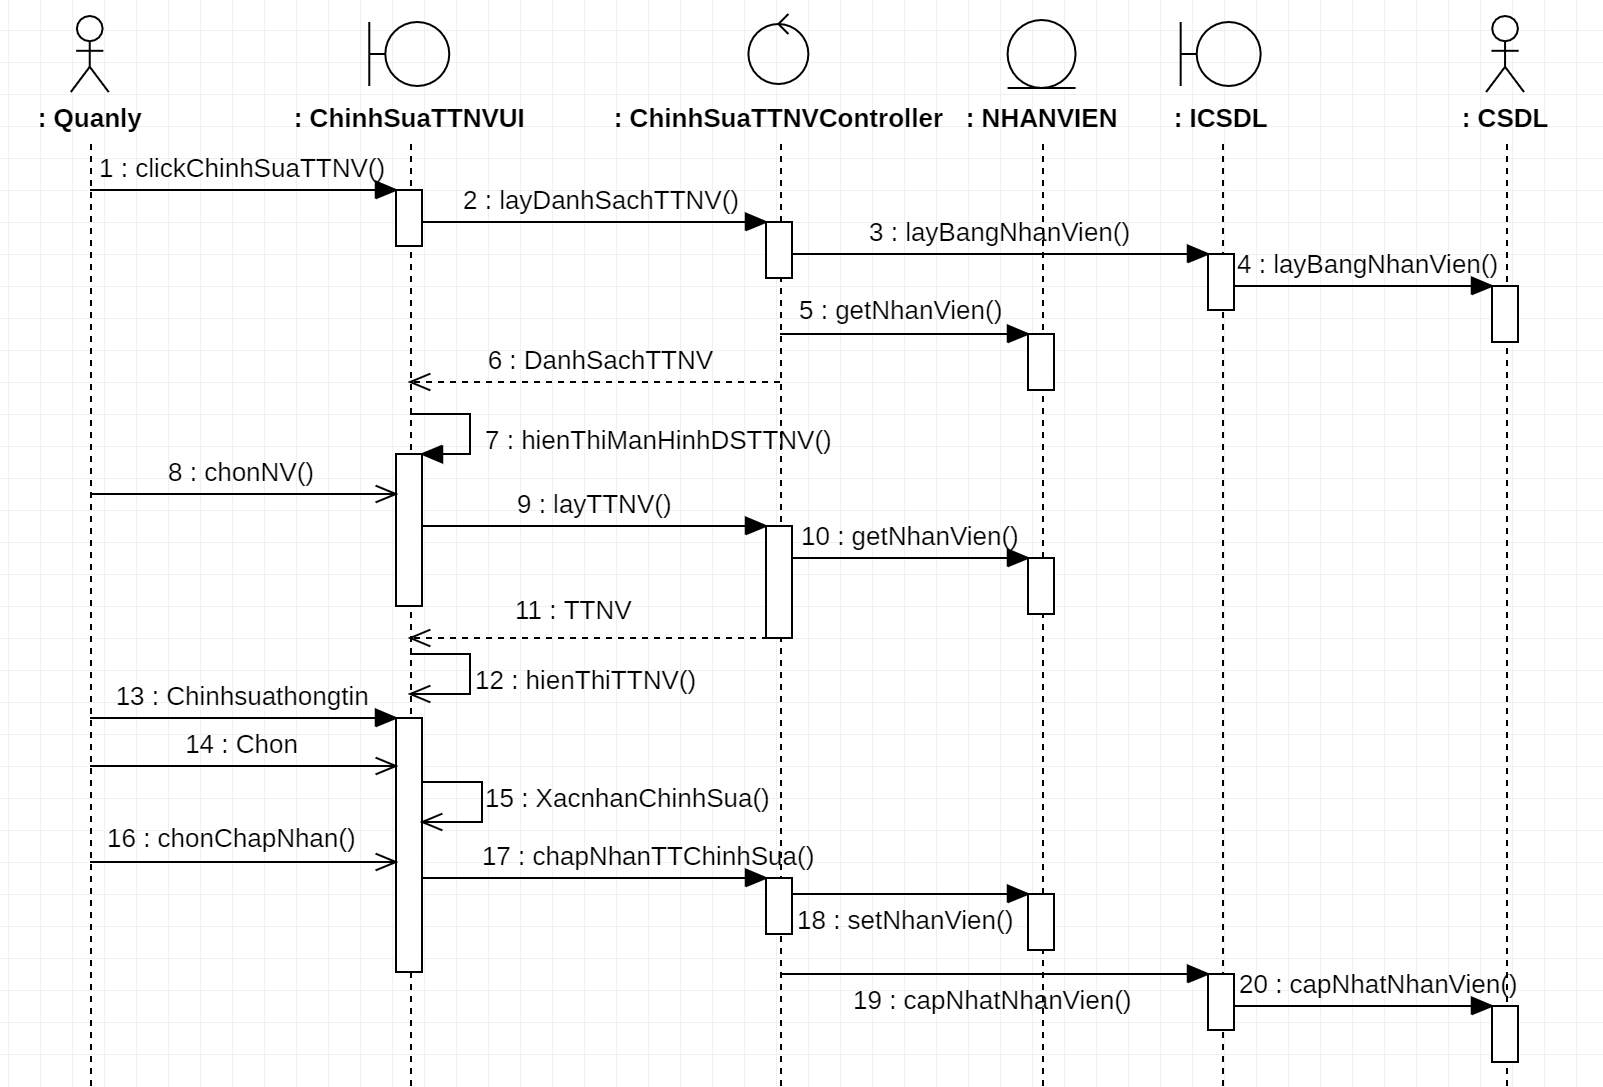 : Quanly
: ChinhSuaTTNVUI
: ChinhSuaTTNVController
: NHANVIEN
: ICSDL
: CSDL
1 : clickChinhSuaTTNV()
2 : layDanhSachTTNV()
3 : layBangNhanVien()
4 : layBangNhanVien()
5 : getNhanVien()
6 : DanhSachTTNV
7 : hienThiManHinhDSTTNV()
8 : chonNV()
9 : layTTNV()
10 : getNhanVien()
11 : TTNV
12 : hienThiTTNV()
13 : Chinhsuathongtin
14 : Chon
15 : XacnhanChinhSua()
16 : chonChapNhan()
17 : chapNhanTTChinhSua()
18 : setNhanVien()
19 : capNhatNhanVien()
20 : capNhatNhanVien()